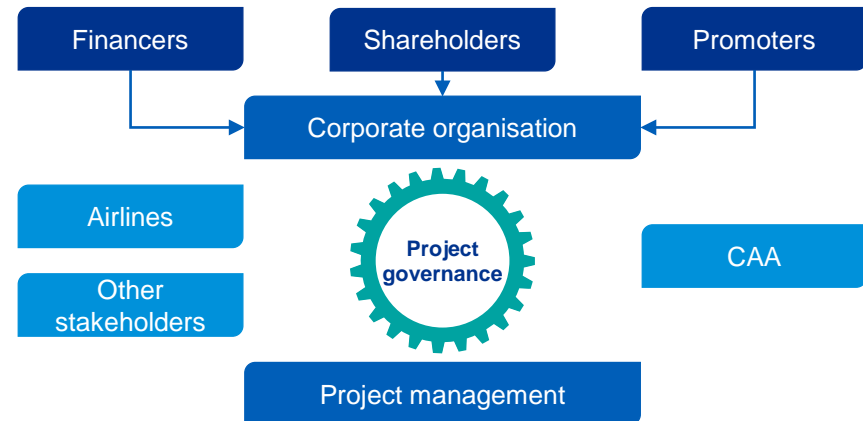 Financers
Shareholders
Promoters
Corporate organisation
Airlines
Project
governance
CAA
Other
stakeholders
Project management